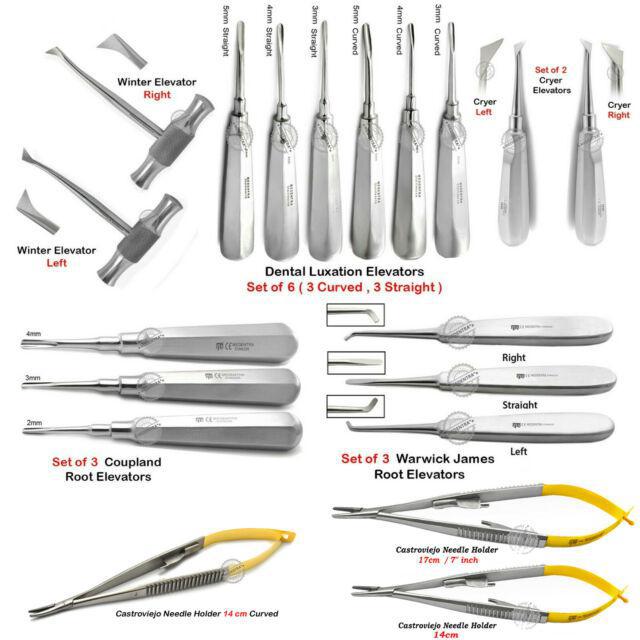 5mm Straight
4mm Straight
3mm Straight
5mm Curved
4mm Curved
3mm Curved
Winter Elevator
Right
Winter Elevator
Left
Set of 2
Cryer
Elevators
Cryer
Left
Cryer
Right
Dental Luxation Elevators
Set of 6 ( 3 Curved , 3 Straight )
4mm
3mm
2mm
CE MEDENTRA
Set of 3 Coupland
Root Elevators
Right
Straight
Left
Set of 3 Warwick James
Root Elevators
Castroviejo Needle Holder 14 cm Curved
Castroviejo Needle Holder
17cm / 7" inch
Castroviejo Needle Holder
14cm